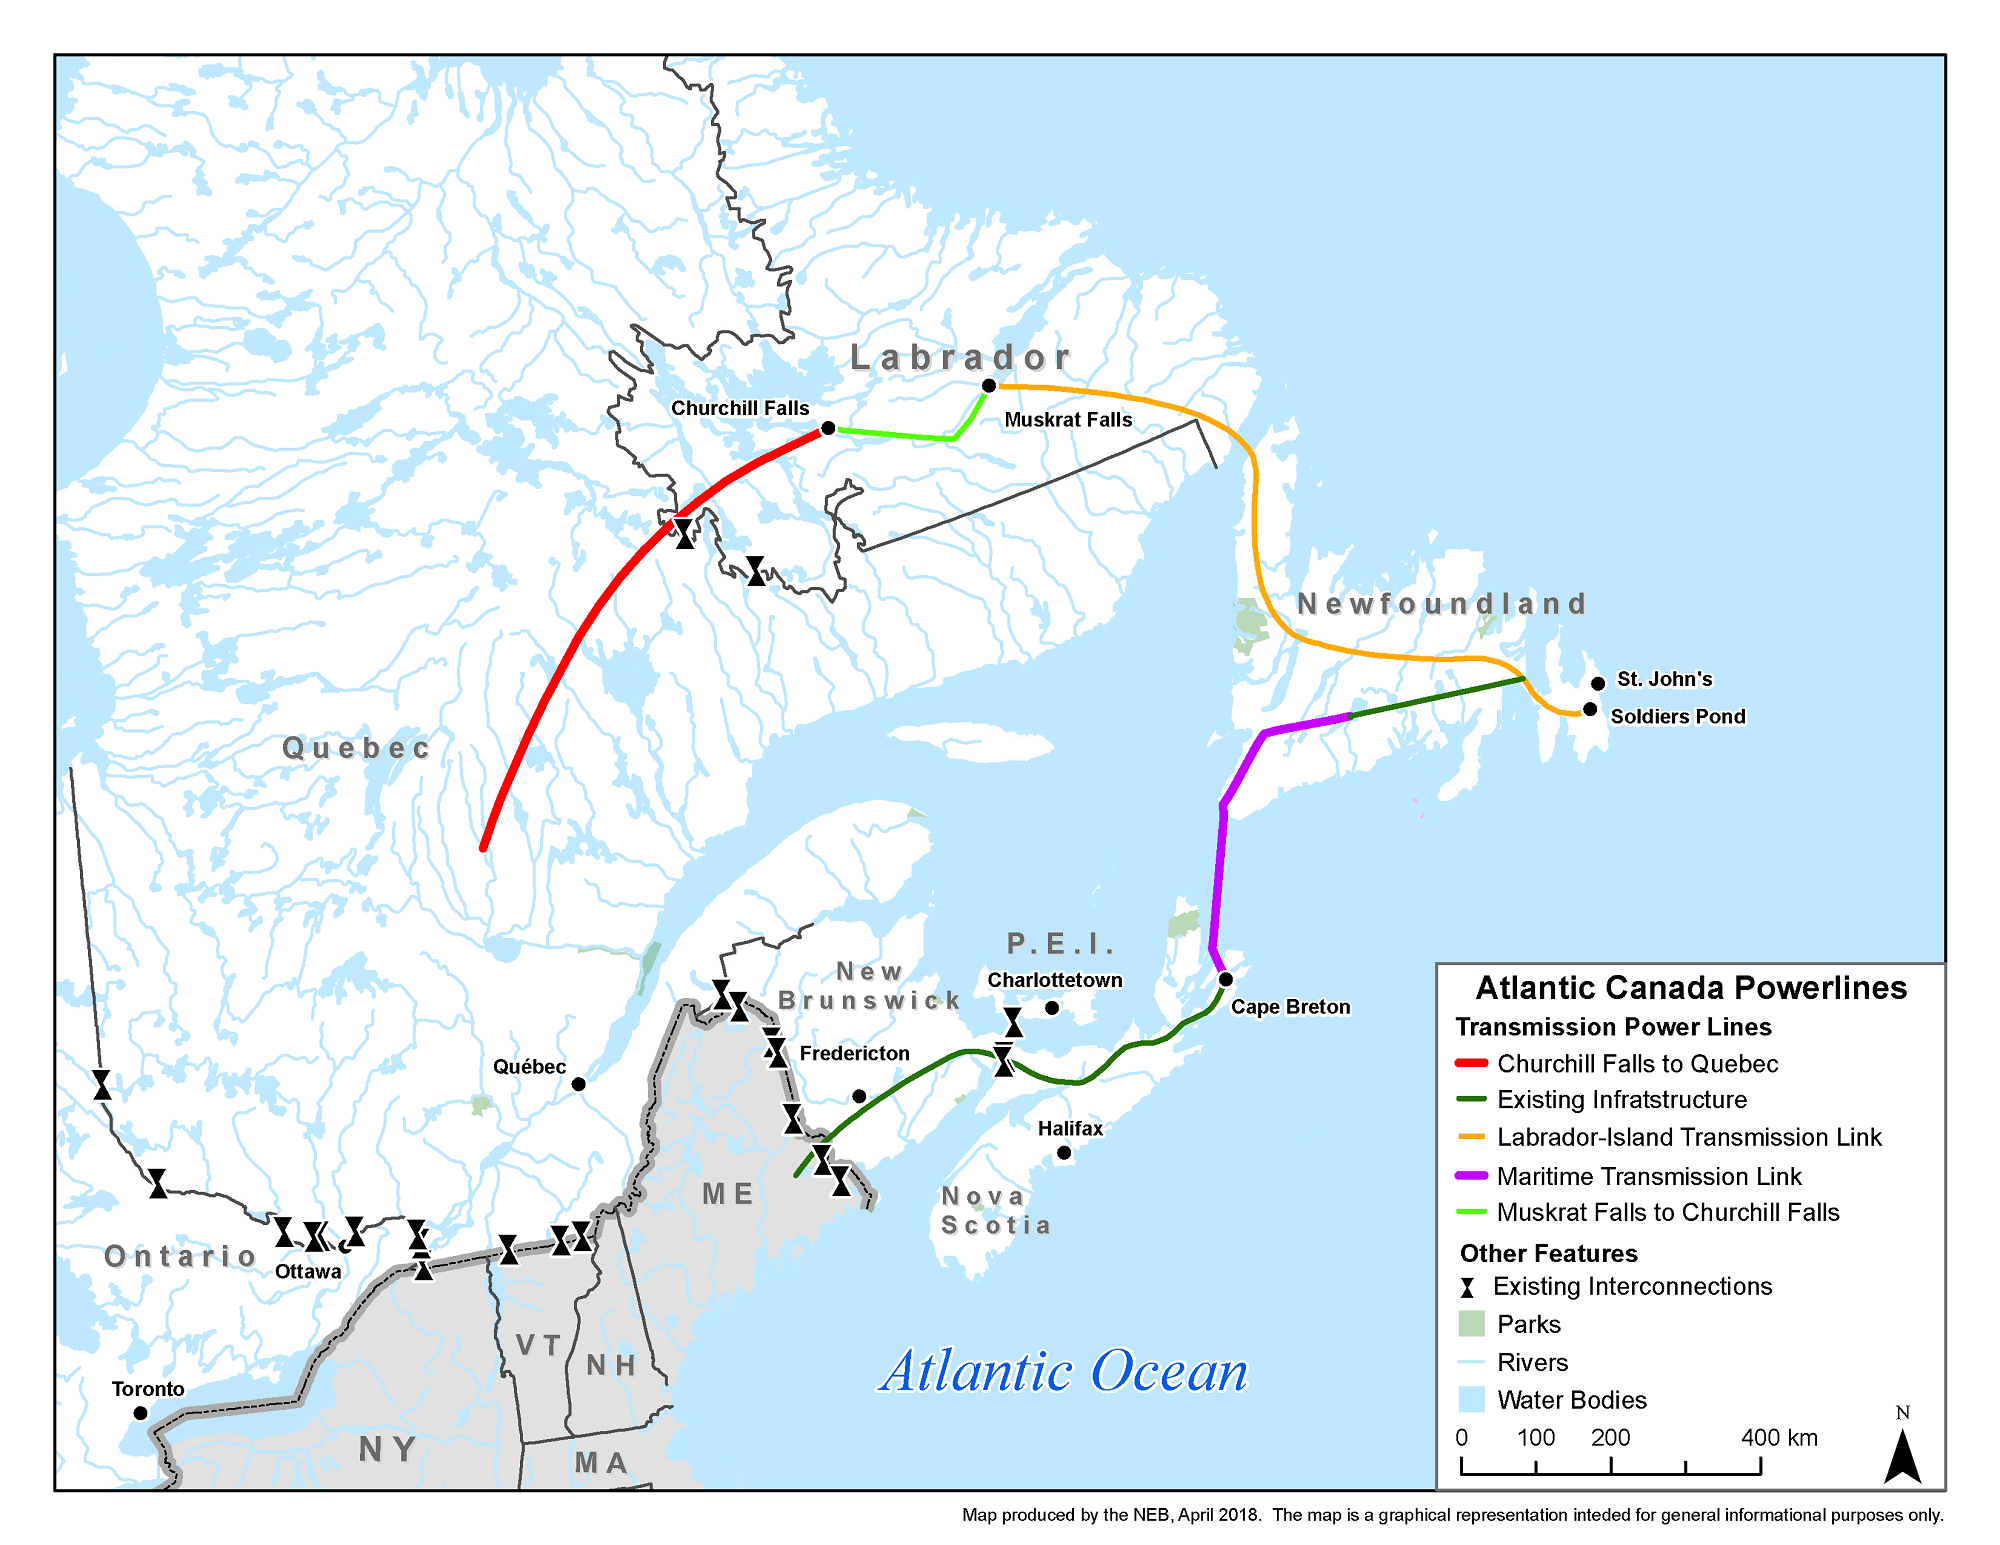 Labrador
Churchill Falls
Muskrat Falls
Newfoundland
St. John's
Soldiers Pond
Quebec
P.E.I.
Charlottetown
New
Brunswick
Cape Breton
Fredericton
Québec
Halifax
ME
Nova
Scotia
Ontario
Ottawa
VT
NH
Toronto
NY
MA
Atlantic Ocean
Atlantic Canada Powerlines
Transmission Power Lines
Churchill Falls to Quebec
Existing Infratstructure
Labrador-Island Transmission Link
Maritime Transmission Link
Muskrat Falls to Churchill Falls
Other Features
Existing Interconnections
Parks
Rivers
Water Bodies
N
0 100 200 400 km
Map produced by the NEB, April 2018. The map is a graphical representation inteded for general informational purposes only.